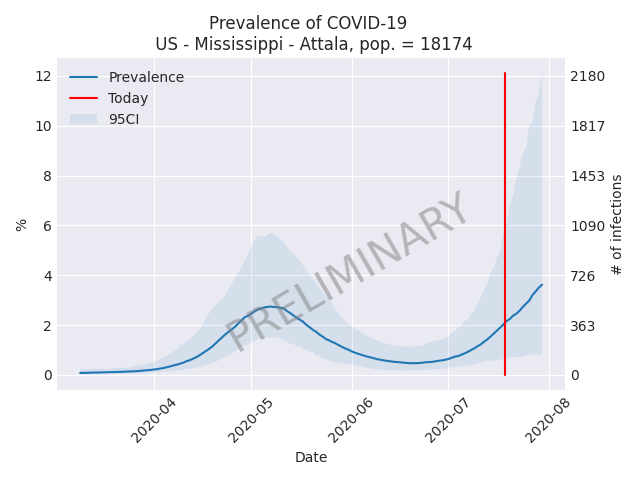 Prevalence of COVID-19
US - Mississippi - Attala, pop. = 18174
Prevalence
Today
95CI
PRELIMINARY
%
12
10
8
6
4
2
0
2180
1817
1453
1090
726
363
0
# of infections
2020-04
2020-05
2020-06
2020-07
2020-08
Date